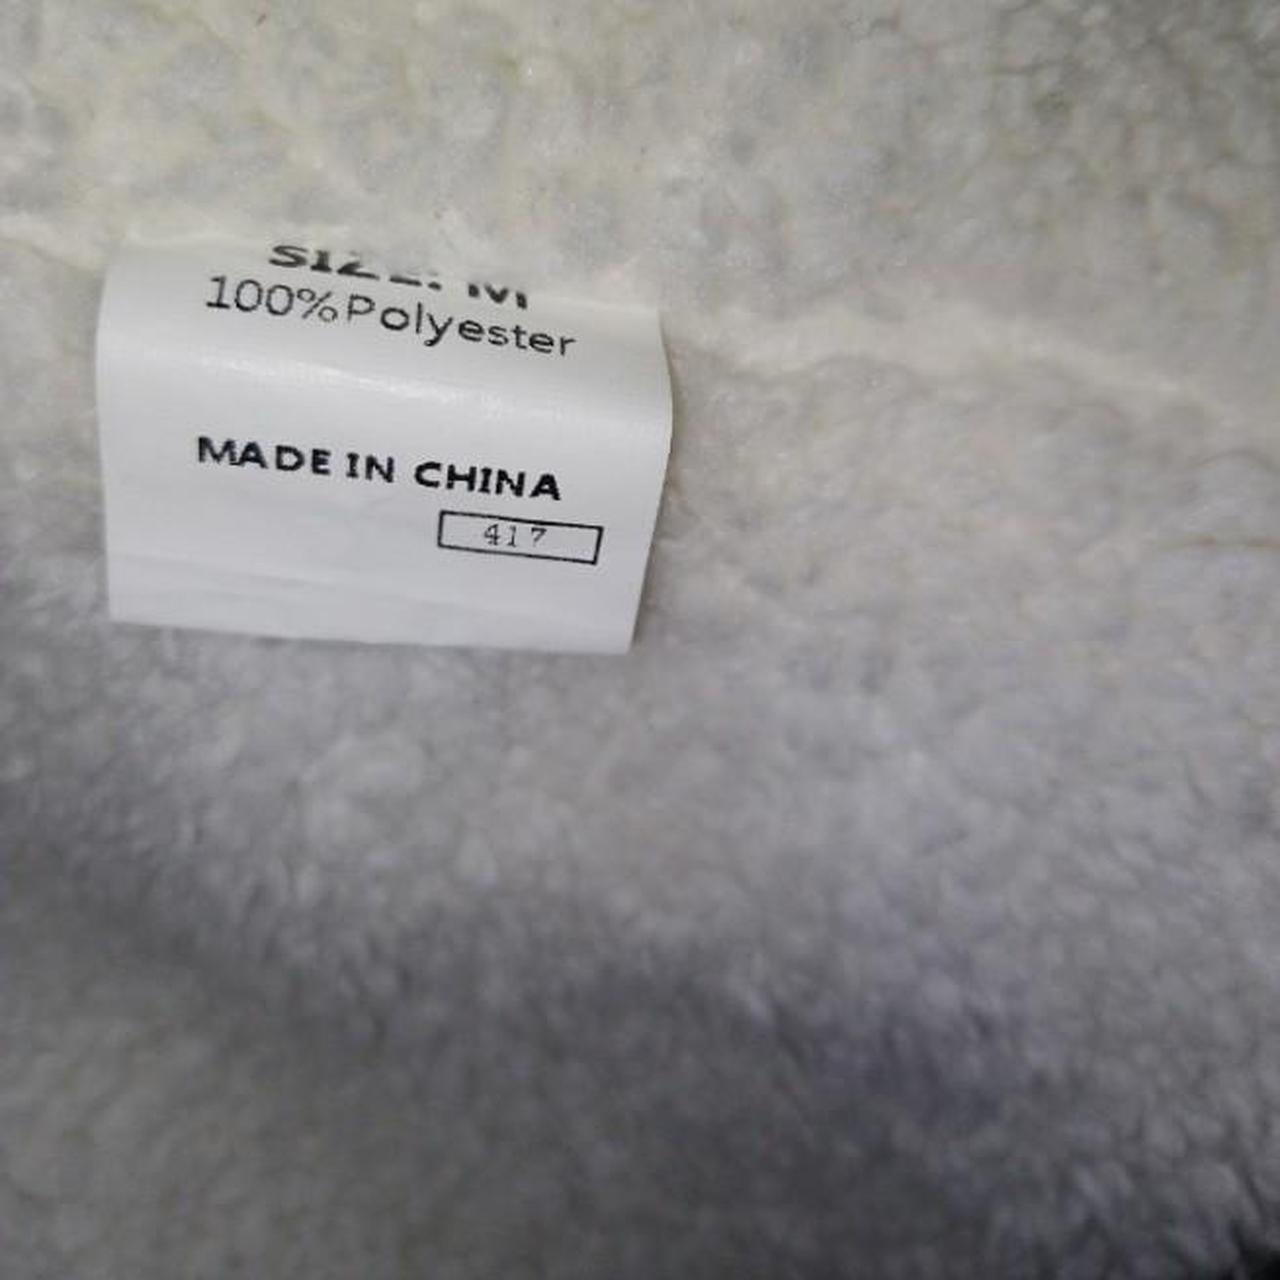 SIZE: M
100%Polyester
MADE IN CHINA
417